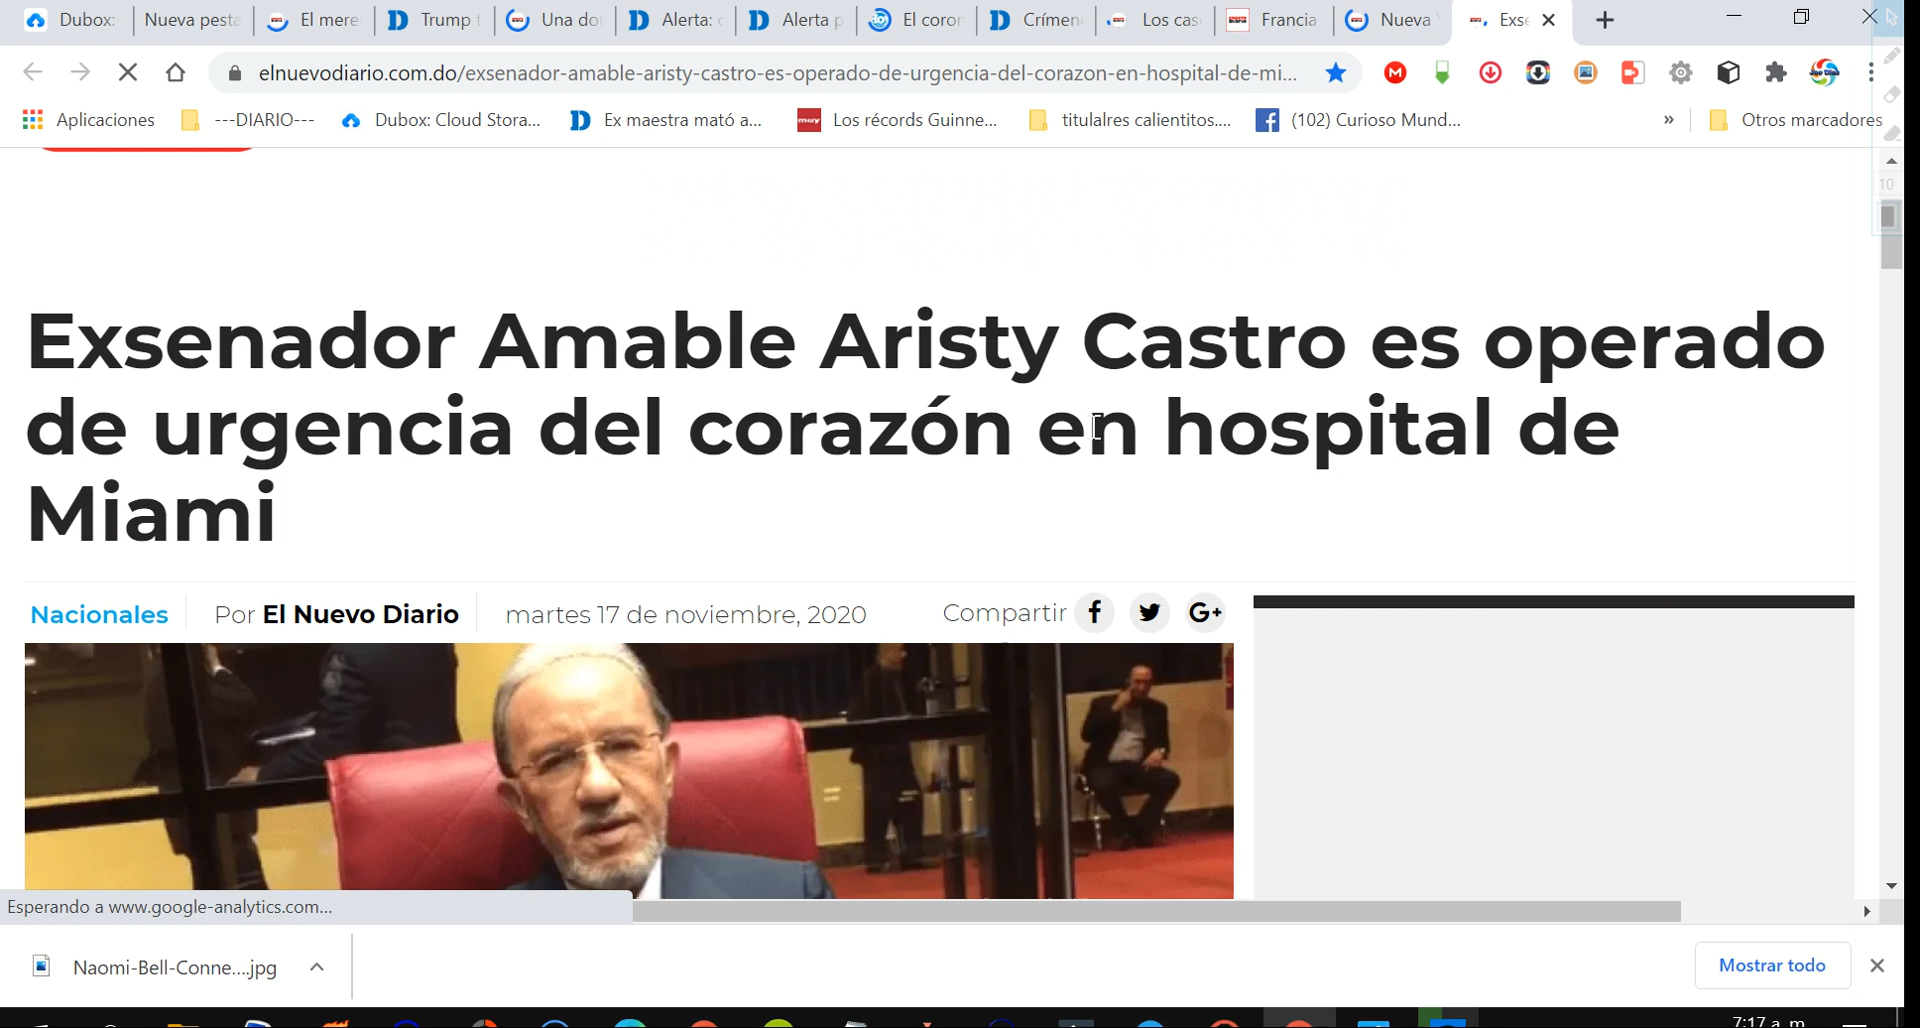 Dubox: Nueva pesta El mere Trump t Una do Alerta: Alerta p El coror Crímen Los cas Francia Nueva Exse
elnuevodiario.com.do/exsenador-amable-aristy-castro-es-operado-de-urgencia-del-corazon-en-hospital-de-mi...
Aplicaciones ---DIARIO--- Dubox: Cloud Stora... Ex maestra mató a... Los récords Guinne... titulalres calientitos.... (102) Curioso Mund... » Otros marcadores
10
Exsenador Amable Aristy Castro es operado
de urgencia del corazón en hospital de
Miami
Nacionales Por El Nuevo Diario martes 17 de noviembre, 2020 Compartir f G+
Esperando a www.google-analytics.com...
Naomi-Bell-Conne....jpg Mostrar todo
7:17 a. m.